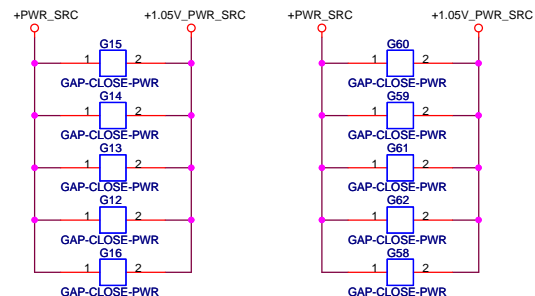 +PWR_SRC +1.05V_PWR_SRC +PWR_SRC +1.05V_PWR_SRC
G15 G60
1 2 1 2
GAP-CLOSE-PWR GAP-CLOSE-PWR
G14 G59
1 2 1 2
GAP-CLOSE-PWR GAP-CLOSE-PWR
G13 G61
1 2 1 2
GAP-CLOSE-PWR GAP-CLOSE-PWR
G12 G62
1 2 1 2
GAP-CLOSE-PWR GAP-CLOSE-PWR
G16 G58
1 2 1 2
GAP-CLOSE-PWR GAP-CLOSE-PWR